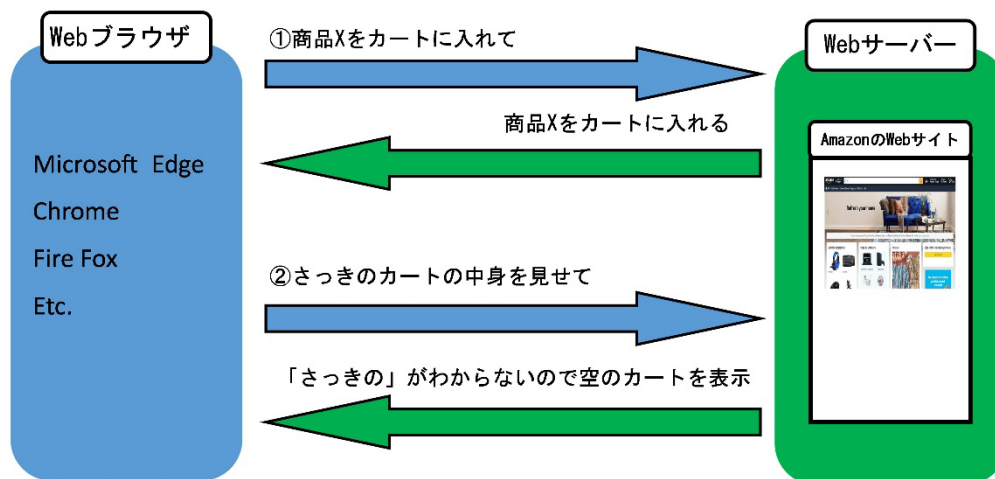 Webブラウザ
Microsoft Edge
Chrome
Fire Fox
Etc.
①商品Xをカートに入れて
商品Xをカートに入れる
②さっきのカートの中身を見せて
「さっきの」がわからないので空のカートを表示
Webサーバー
AmazonのWebサイト